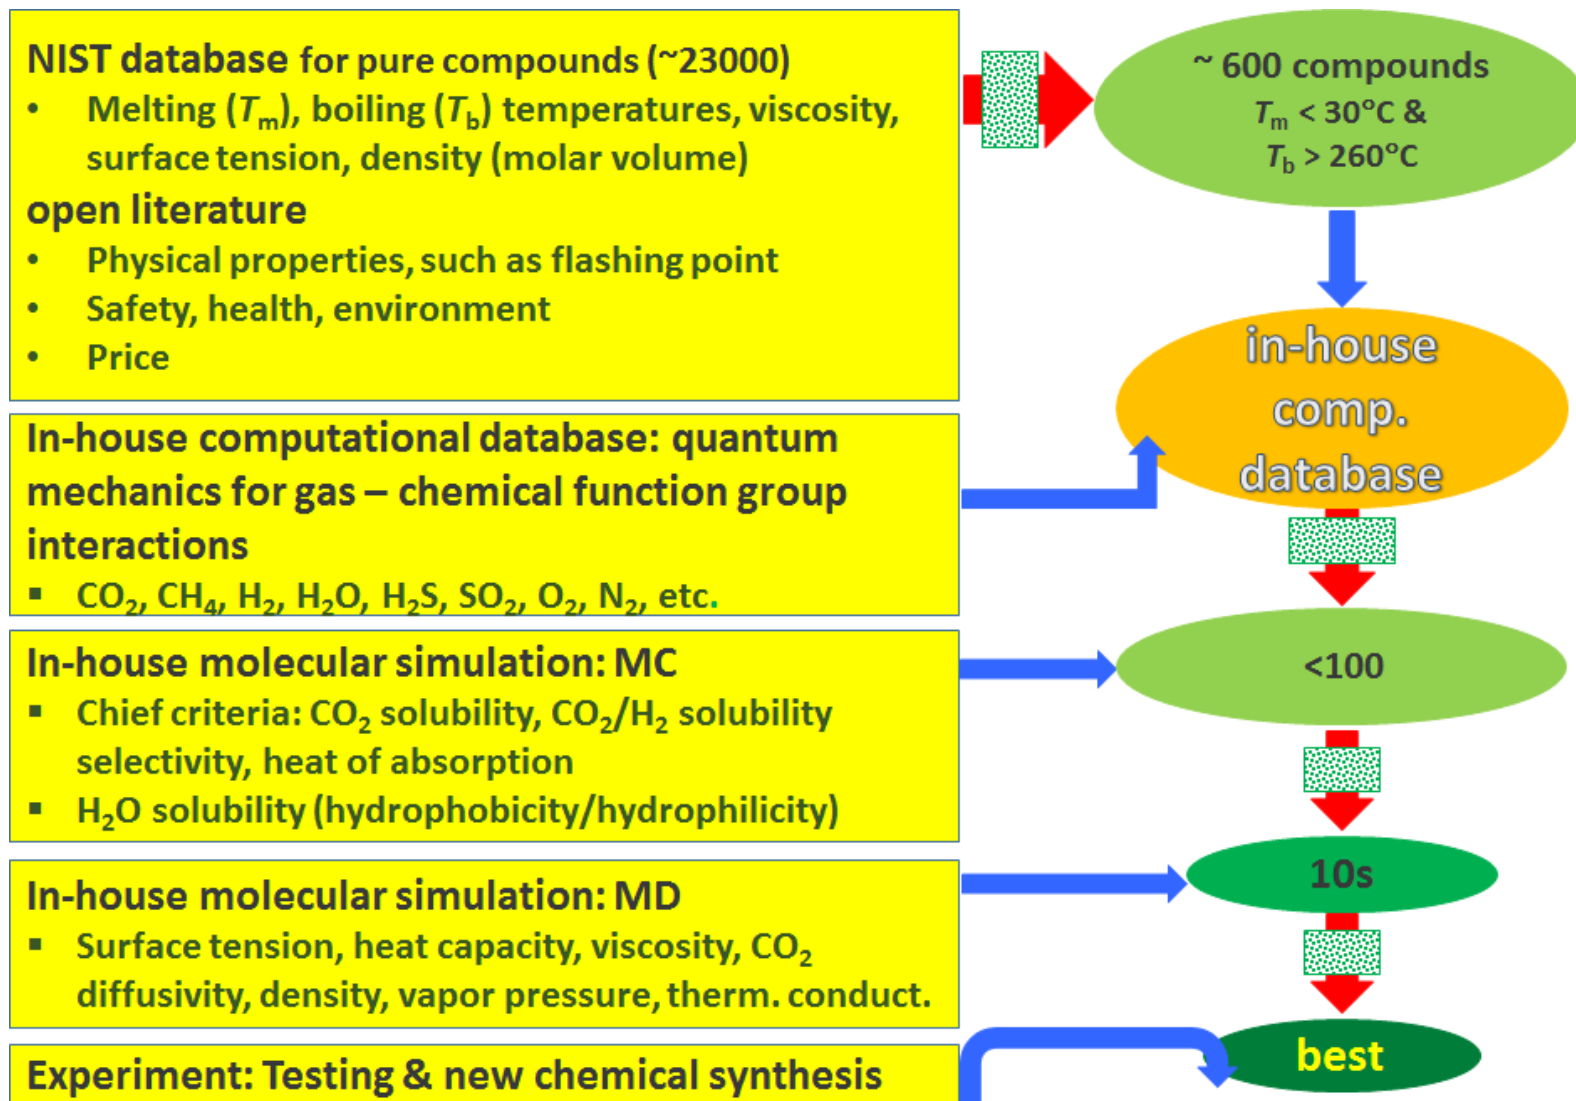 NIST database for pure compounds (~23000)
• Melting (Tm), boiling (Tb) temperatures, viscosity,
surface tension, density (molar volume)
open literature
• Physical properties, such as flashing point
• Safety, health, environment
• Price
~ 600 compounds
Tm < 30°C &
Tb > 260°C
in-house
comp.
database
In-house computational database: quantum
mechanics for gas – chemical function group
interactions
▪ CO2, CH4, H2, H2O, H2S, SO2, O2, N2, etc.
In-house molecular simulation: MC
▪ Chief criteria: CO2 solubility, CO2/H2 solubility
selectivity, heat of absorption
▪ H2O solubility (hydrophobicity/hydrophilicity)
<100
In-house molecular simulation: MD
▪ Surface tension, heat capacity, viscosity, CO2
diffusivity, density, vapor pressure, therm. conduct.
10s
Experiment: Testing & new chemical synthesis
best